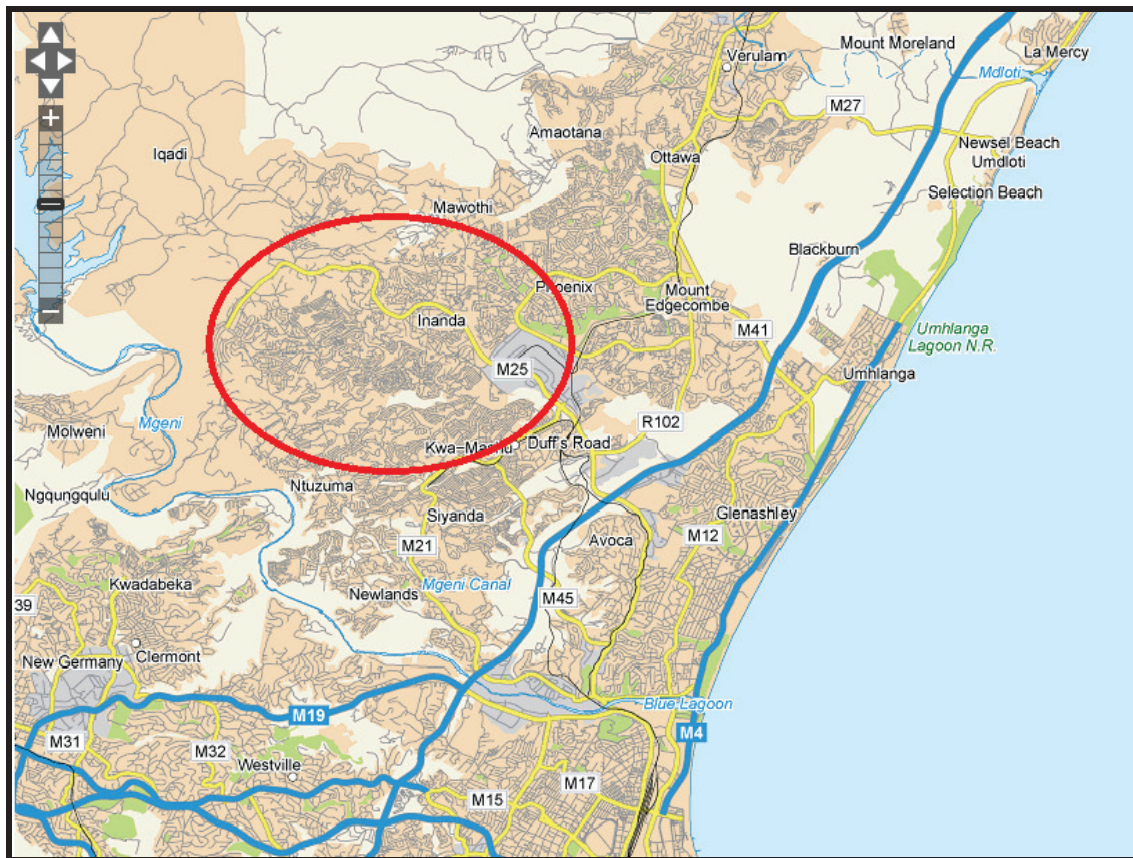 Mount Moreland
La Mercy
Verulam
Mdloti
M27
Amaotana
Newsel Beach
Umdloti
Iqadi
Ottawa
Selection Beach
Mawothi
Blackburn
Phoenix
Mount
Edgecombe
Inanda
M41
Umhlanga
Lagoon N.R.
M25
Umhlanga
Mgeni
R102
Molweni
Kwa-Mashu
Duff's Road
Ntuzuma
Ngqungqulu
Siyanda
Glenashley
M12
Avoca
M21
Kwadabeka
Mgeni Canal
Newlands
M45
39
Clermont
New Germany
Blue Lagoon
M19
M4
M31
M32
Westville
M17
M15
+
−